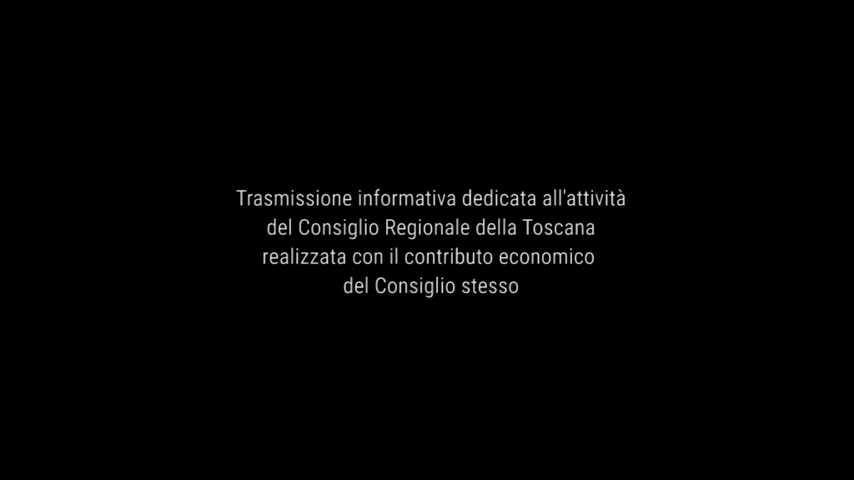 Trasmissione informativa dedicata all'attività
del Consiglio Regionale della Toscana
realizzata con il contributo economico
del Consiglio stesso